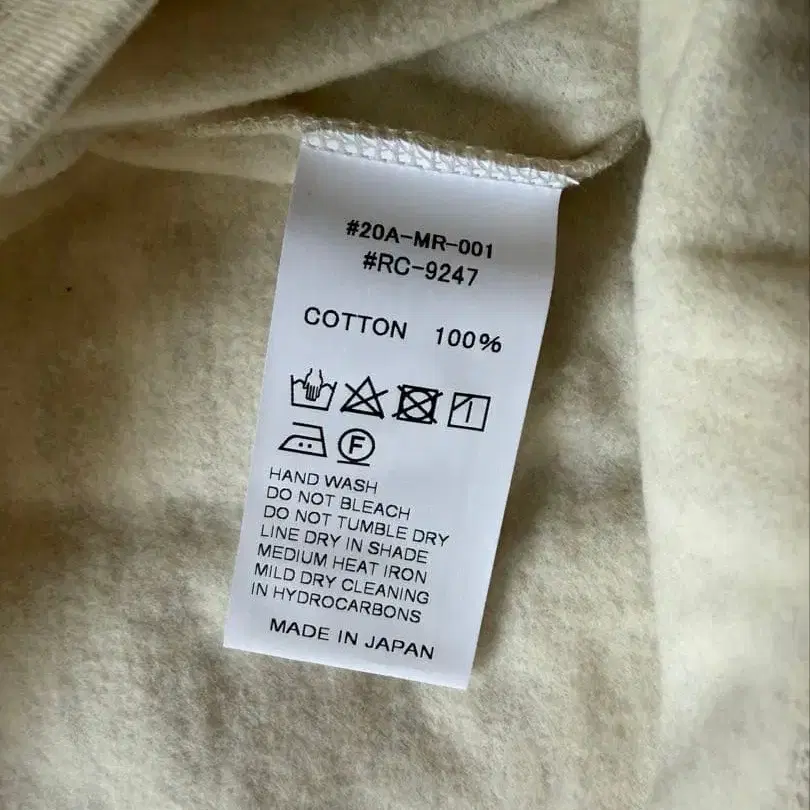 #20A-MR-001
#RC-9247
COTTON 100%
F
HAND WASH
DO NOT BLEACH
DO NOT TUMBLE DRY
LINE DRY IN SHADE
MEDIUM HEAT IRON
MILD DRY CLEANING
IN HYDROCARBONS
MADE IN JAPAN